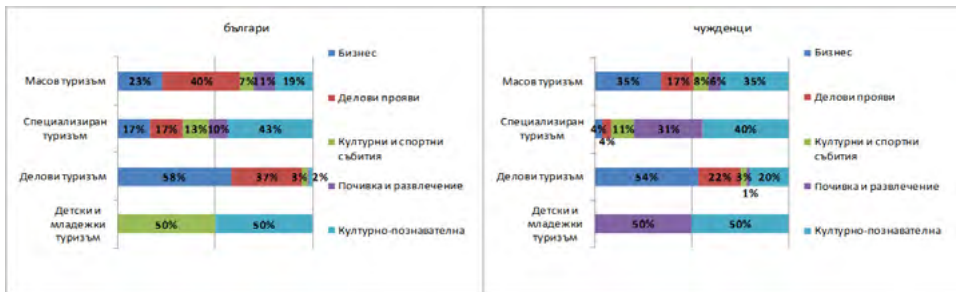 българи
Масов туризъм
23% 40% 7% 11% 19%
Специализиран
туризъм
17% 17% 13% 10% 43%
Делови туризъм
58% 37% 3% 2%
Детски и
младежки
туризъм
50% 50%
Бизнес
Делови прояви
Културни и спортни
събития
Почивка и развлечение
Културно-познавателна
чужденци
Масов туризъм
35% 17% 8% 6% 35%
Специализиран
туризъм
4% 11% 31% 40%
4%
Делови туризъм
54% 22% 3% 20%
1%
Детски и
младежки
туризъм
50% 50%
Бизнес
Делови прояви
Културни и спортни
събития
Почивка и развлечение
Културно-познавателна